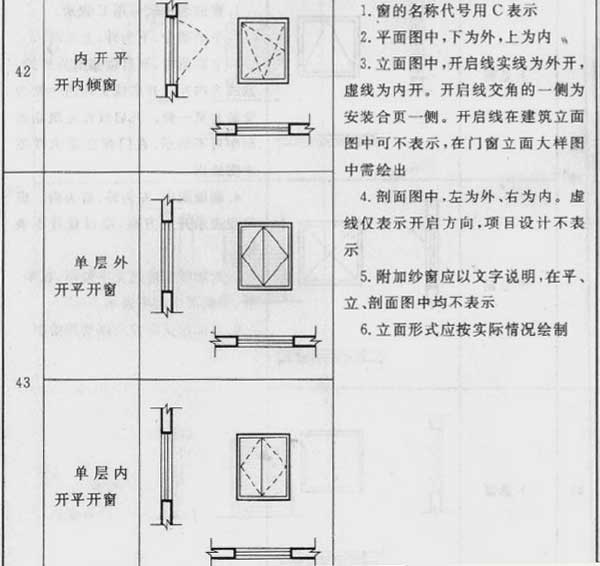 42
内开平
开内倾窗
43
单层外
开平开窗
单层内
开平开窗
1.窗的名称代号用C表示
2.平面图中,下为外,上为内
3.立面图中,开启线实线为外开,
虚线为内开。开启线交角的一侧为
安装合页一侧。开启线在建筑立面
图中可不表示,在门窗立面大样图
中需绘出
4.剖面图中,左为外、右为内。虚
线仅表示开启方向,项目设计不表
示
5.附加纱窗应以文字说明,在平、
立、剖面图中均不表示
6.立面形式应按实际情况绘制